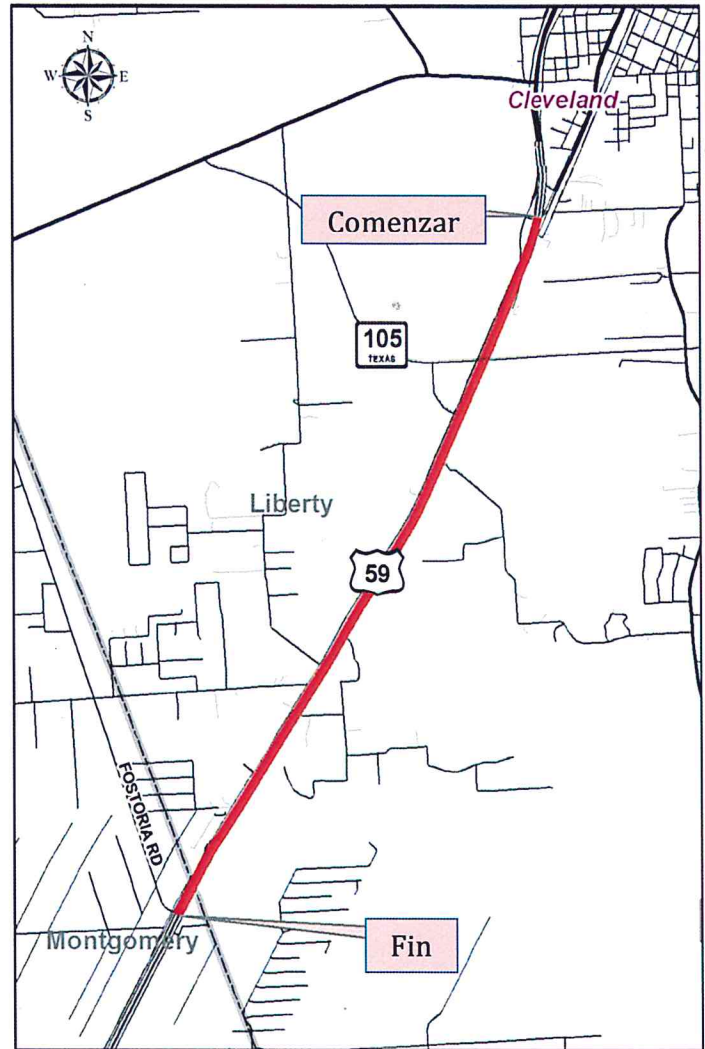 N
W
E
S
Cleveland
Comenzar
105
TEXAS
Liberty
59
FOSTORIA RD
Montgomery
Fin